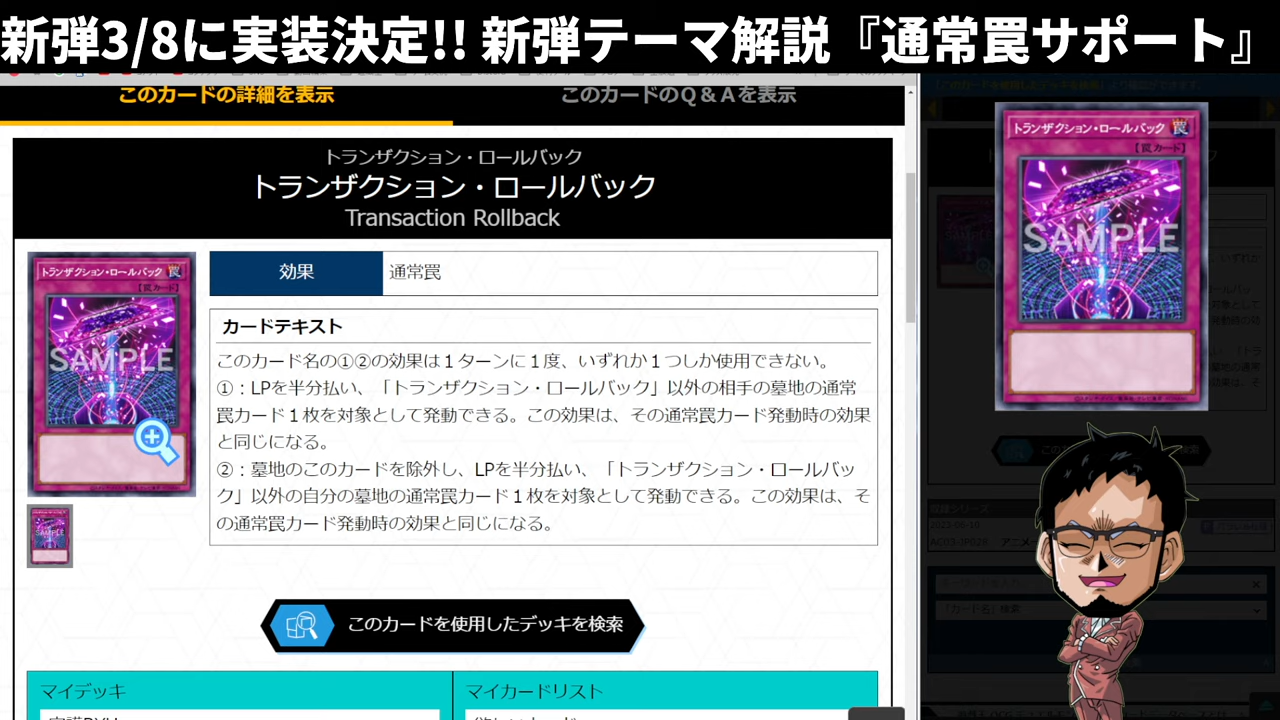 新弾3/8に実装決定!! 新弾テーマ解説『通常罠サポート』
このカードの詳細を表示
このカードのQ&Aを表示
トランザクション・ロールバック
トランザクション・ロールバック
Transaction Rollback
トランザクション・ロールバック 罠
【罠カード】
SAMPLE
効果
通常罠
カードテキスト
このカード名の①②の効果は1ターンに1度、いずれか1つしか使用できない。
①:LPを半分払い、「トランザクション・ロールバック」以外の相手の墓地の通常
罠カード1枚を対象として発動できる。この効果は、その通常罠カード発動時の効果
と同じになる。
②:墓地のこのカードを除外し、LPを半分払い、「トランザクション・ロールバッ
ク」以外の自分の墓地の通常罠カード1枚を対象として発動できる。この効果は、そ
の通常罠カード発動時の効果と同じになる。
SAMPLE
このカードを使用したデッキを検索
マイデッキ
マイカードリスト
トランザクション・ロールバック 罠
【罠カード】
SAMPLE
2023-06-10